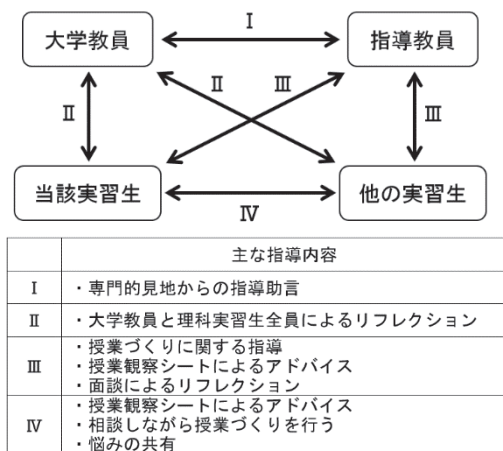 大学教員
Ⅰ
指導教員
Ⅱ
Ⅱ
Ⅲ
Ⅲ
当該実習生
Ⅳ
他の実習生
主な指導内容
Ⅰ
・専門的見地からの指導助言
Ⅱ
・大学教員と理科実習生全員によるリフレクション
Ⅲ
・授業づくりに関する指導
・授業観察シートによるアドバイス
・面談によるリフレクション
Ⅳ
・授業観察シートによるアドバイス
・相談しながら授業づくりを行う
・悩みの共有